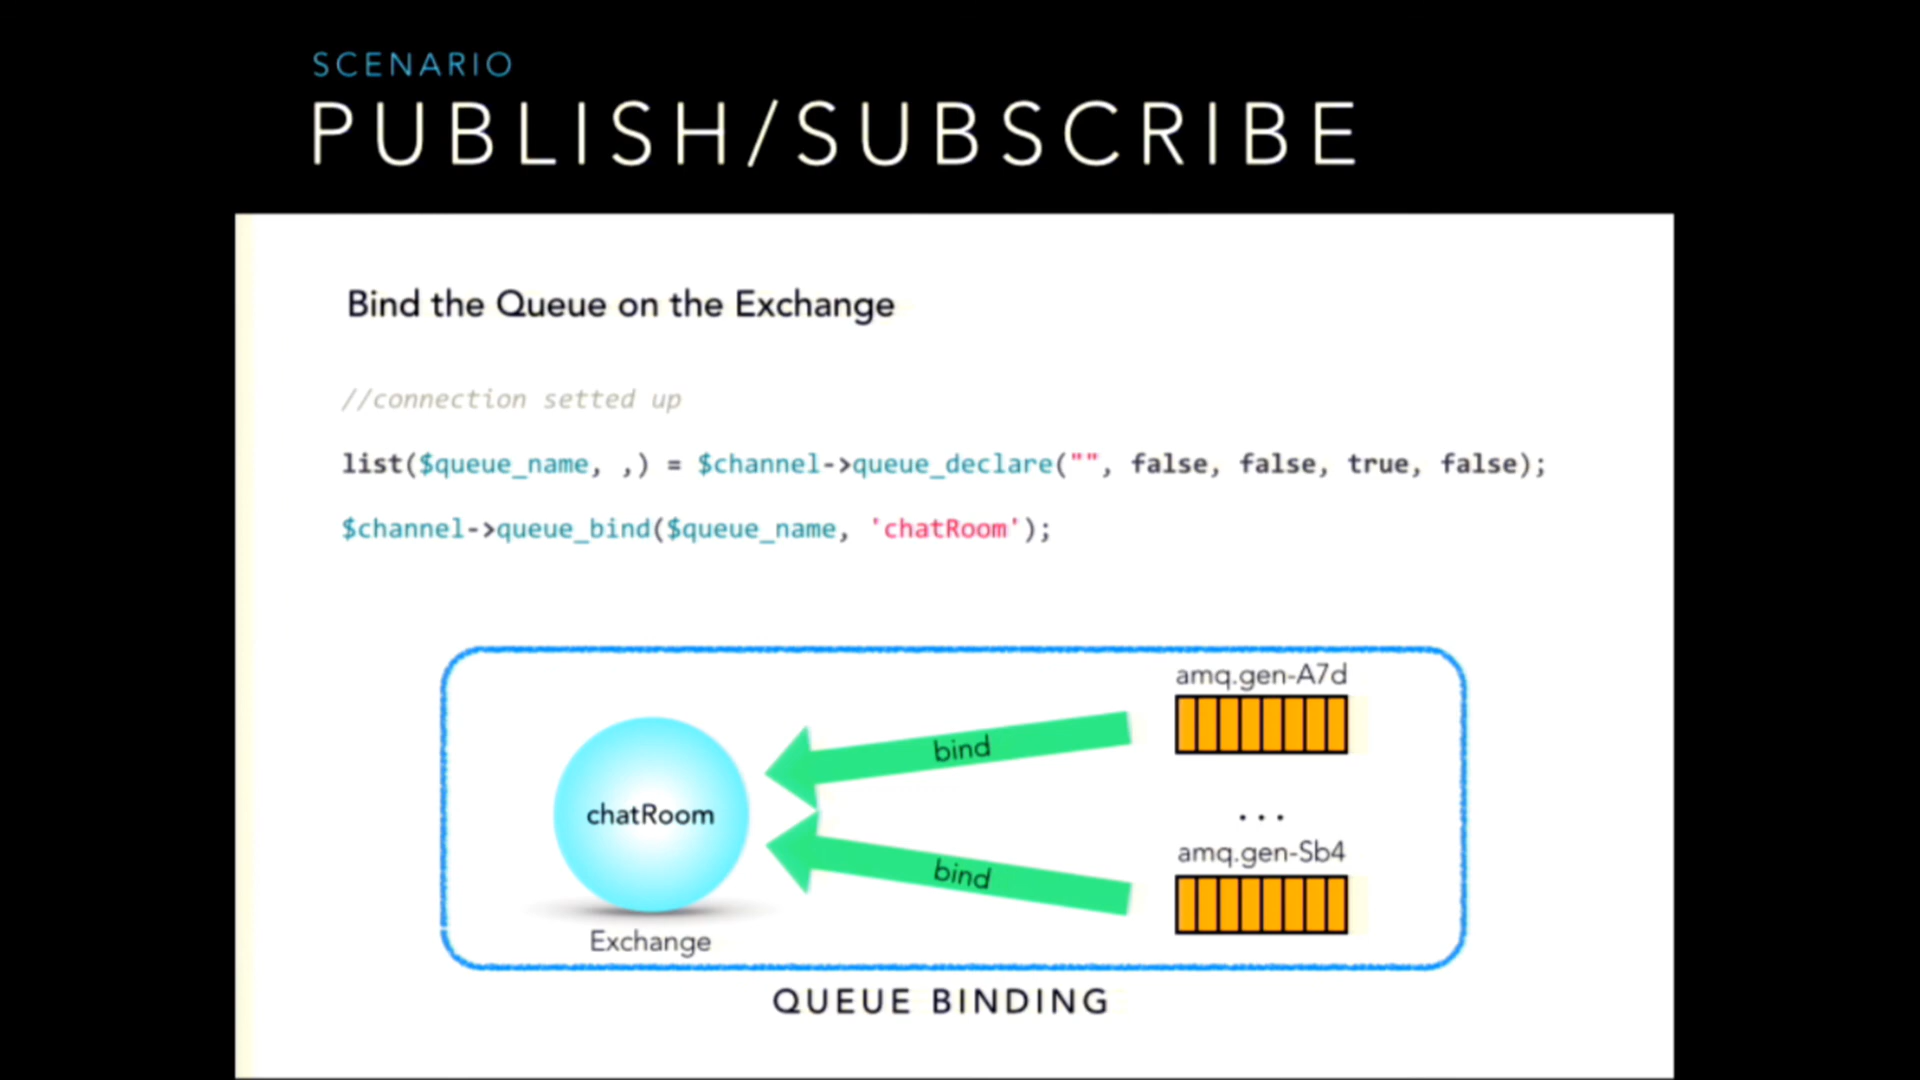 SCENARIO
PUBLISH/SUBSCRIBE
Bind the Queue on the Exchange
//connection setted up
list($queue_name, ,) = $channel->queue_declare("", false, false, true, false);
$channel->queue_bind($queue_name, 'chatRoom');
amq.gen-A7d
bind
chatRoom
...
amq.gen-Sb4
bind
Exchange
QUEUE BINDING